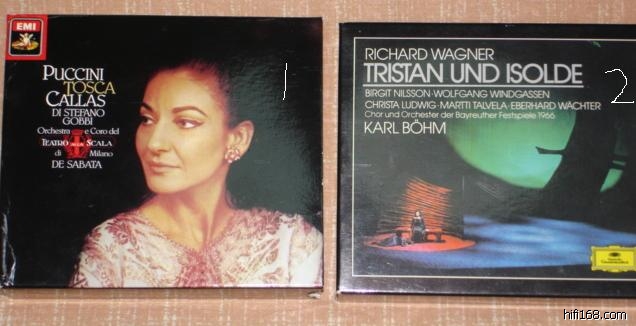 EMI
PUCCINI
TOSCA
CALLAS
DI STEFANO
GOBBI
Orchestra e Coro del
TEATRO ALLA SCALA
di Milano
DE SABATA
1
RICHARD WAGNER
TRISTAN UND ISOLDE
BIRGIT NILSSON·WOLFGANG WINDGASSEN
CHRISTA LUDWIG·MARTTI TALVELA·EBERHARD WÄCHTER
Chor und Orchester der Bayreuther Festspiele 1966
KARL BÖHM
2
hifi168.com